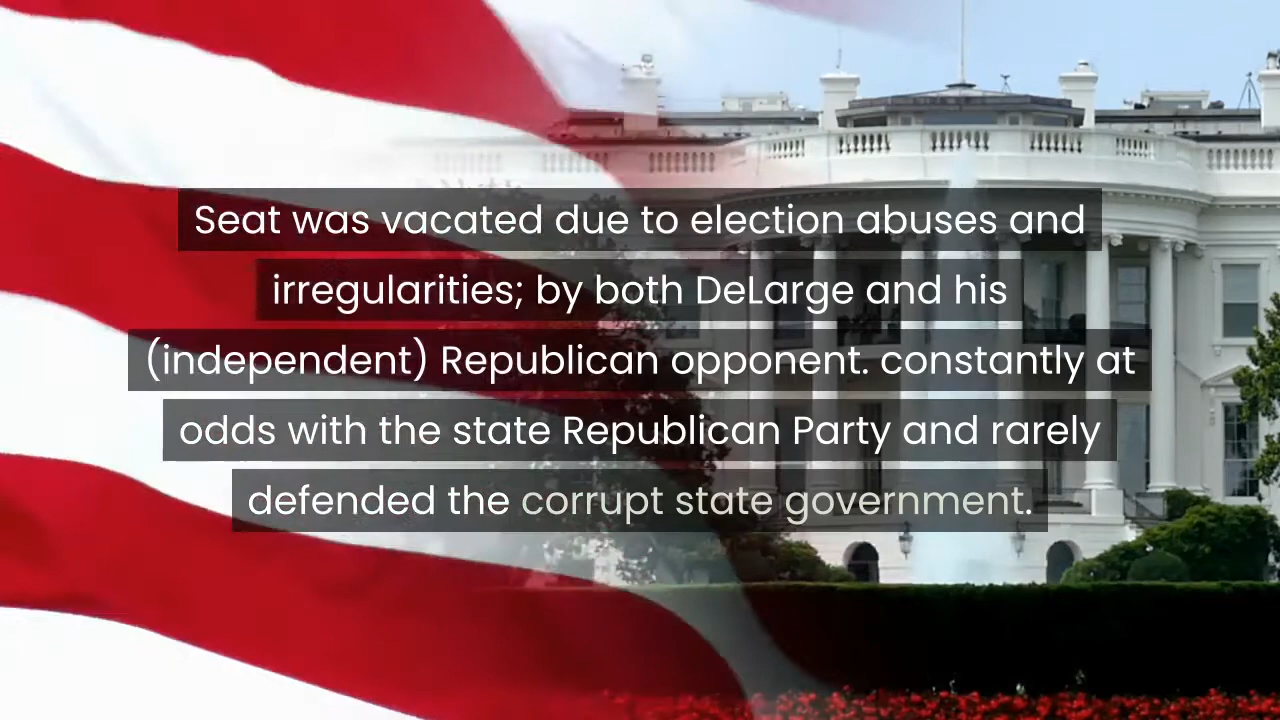 Seat was vacated due to election abuses and
irregularities; by both DeLarge and his
(independent) Republican opponent. constantly at
odds with the state Republican Party and rarely
defended the corrupt state government.